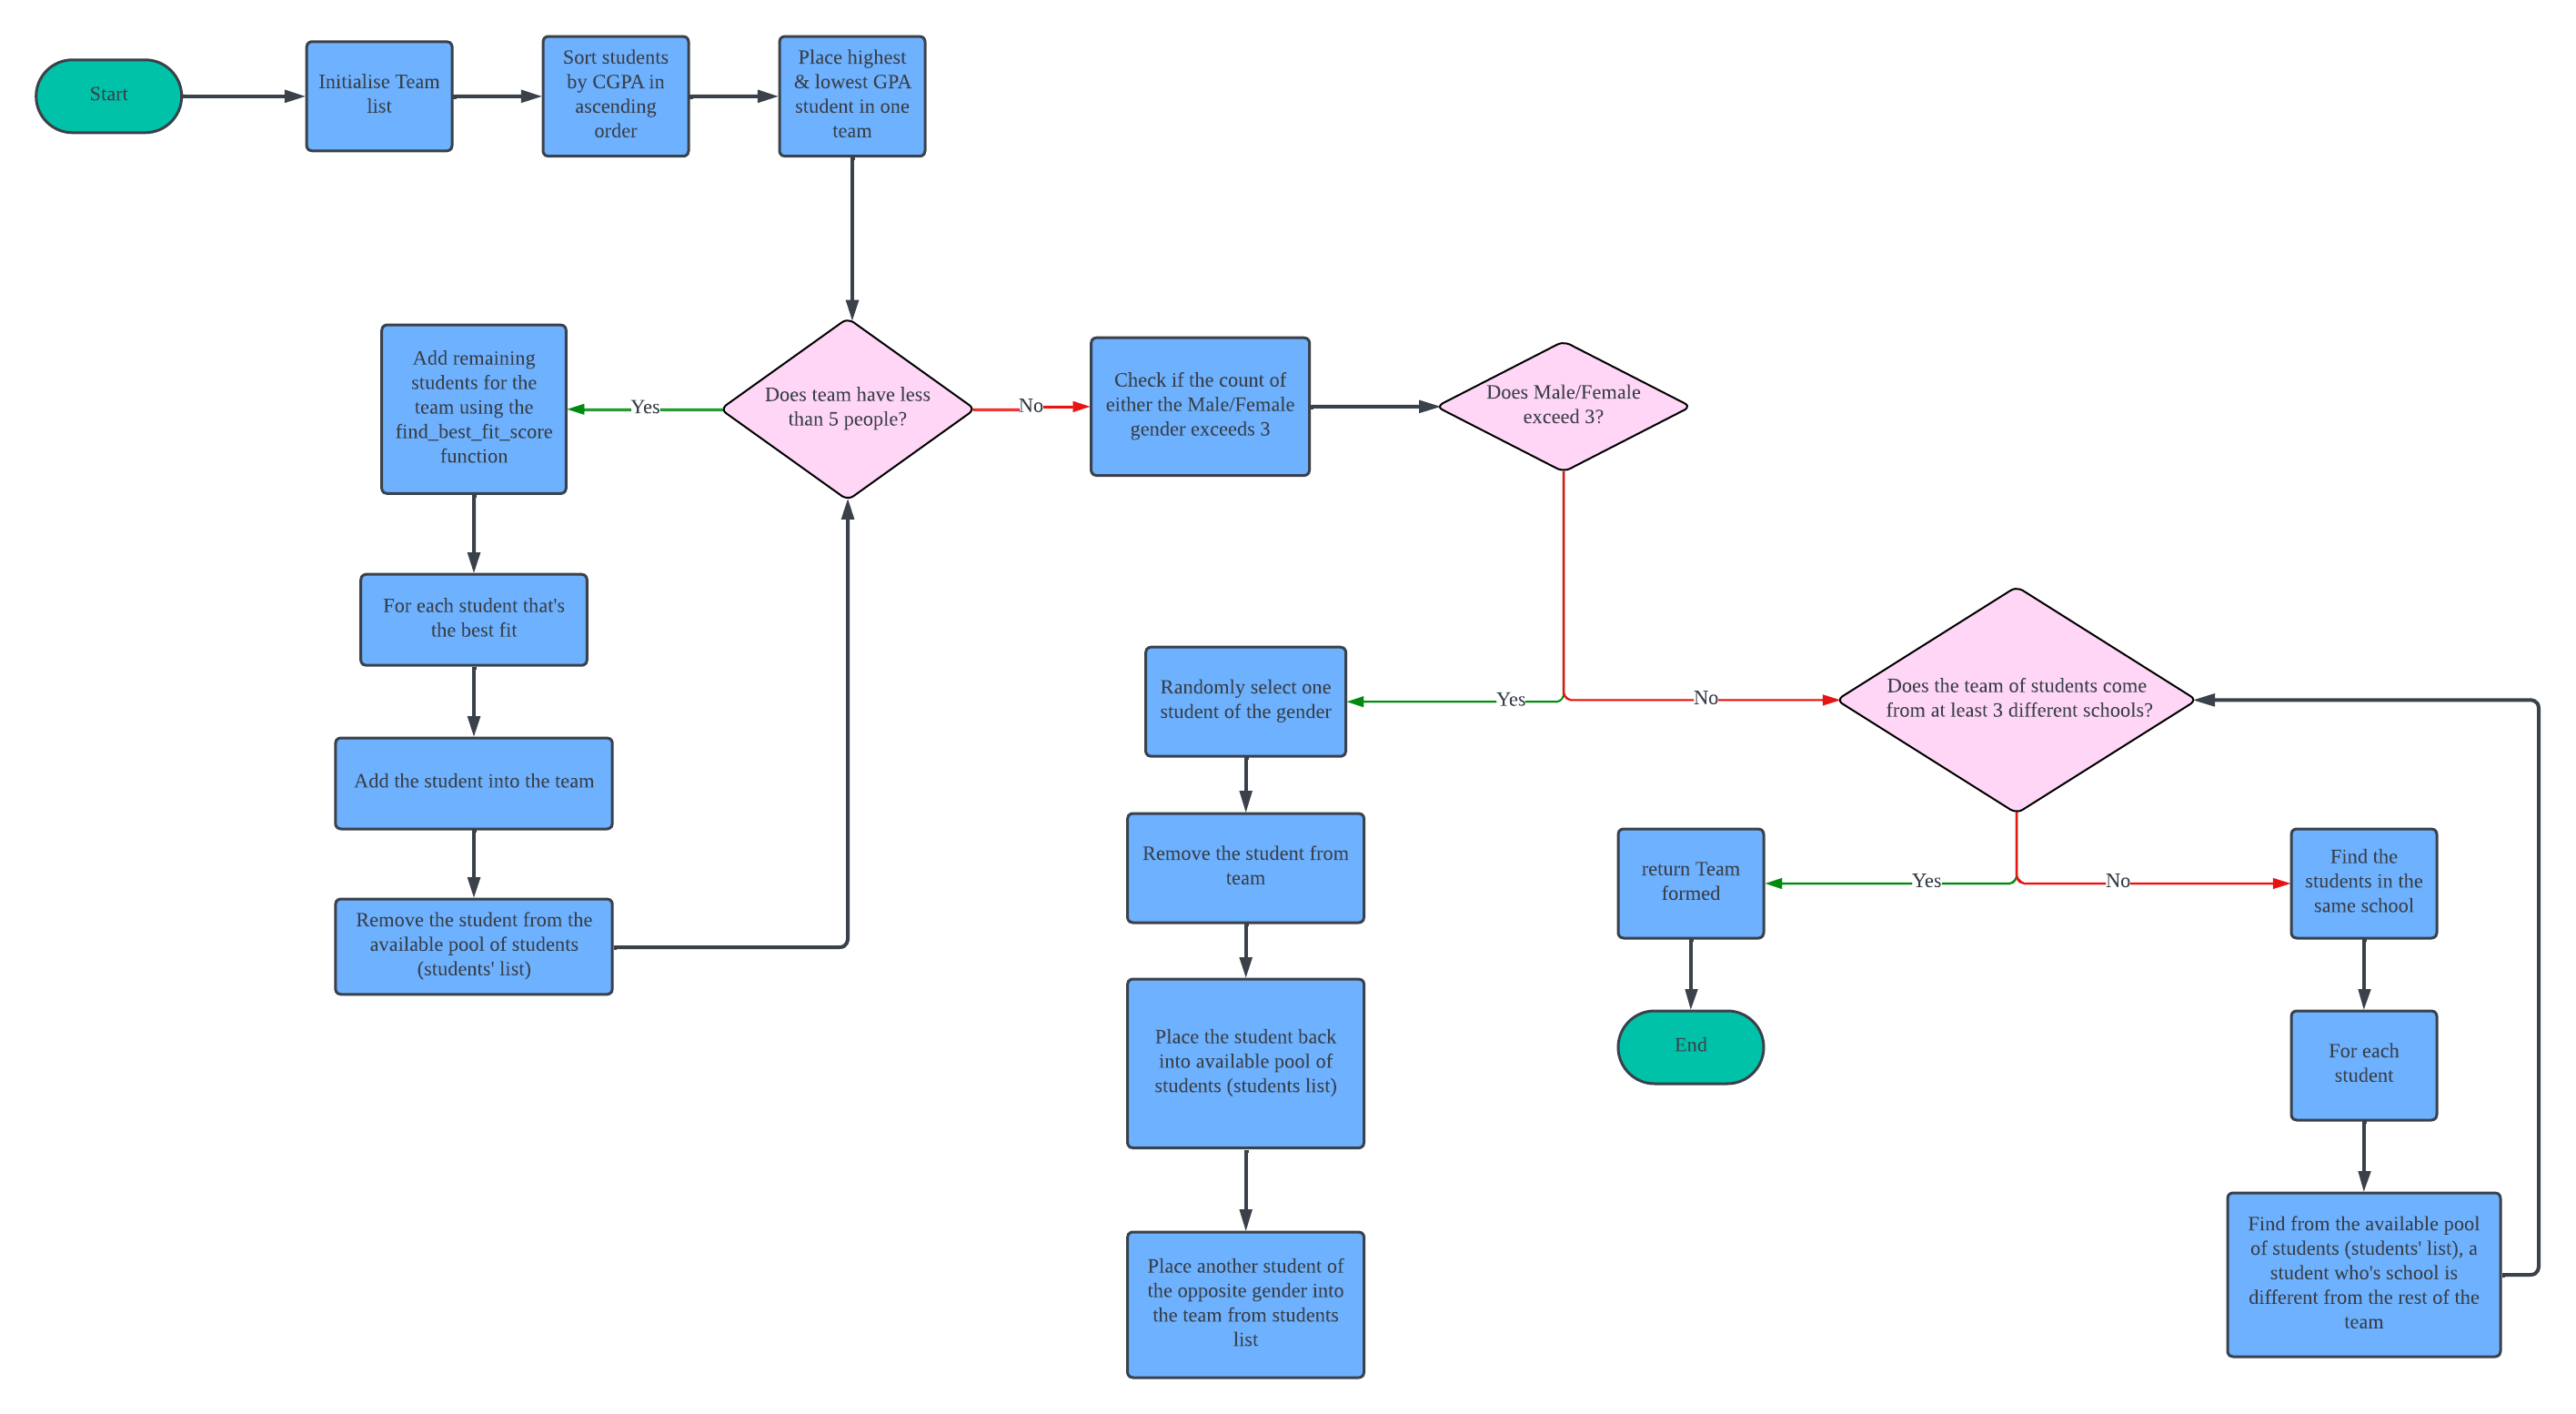 Start
Initialise Team
list
Sort students
by CGPA in
ascending
order
Place highest
& lowest GPA
student in one
team
Add remaining
students for the
team using the
find_best_fit_score
function
Yes
Does team have less
than 5 people?
No
Check if the count of
either the Male/Female
gender exceeds 3
Does Male/Female
exceed 3?
For each student that's
the best fit
Add the student into the team
Remove the student from the
available pool of students
(students' list)
Randomly select one
student of the gender
Yes
No
Does the team of students come
from at least 3 different schools?
Remove the student from
team
Place the student back
into available pool of
students (students list)
Place another student of
the opposite gender into
the team from students
list
return Team
formed
Yes
No
Find the
students in the
same school
End
For each
student
Find from the available pool
of students (students' list), a
student who's school is
different from the rest of the
team